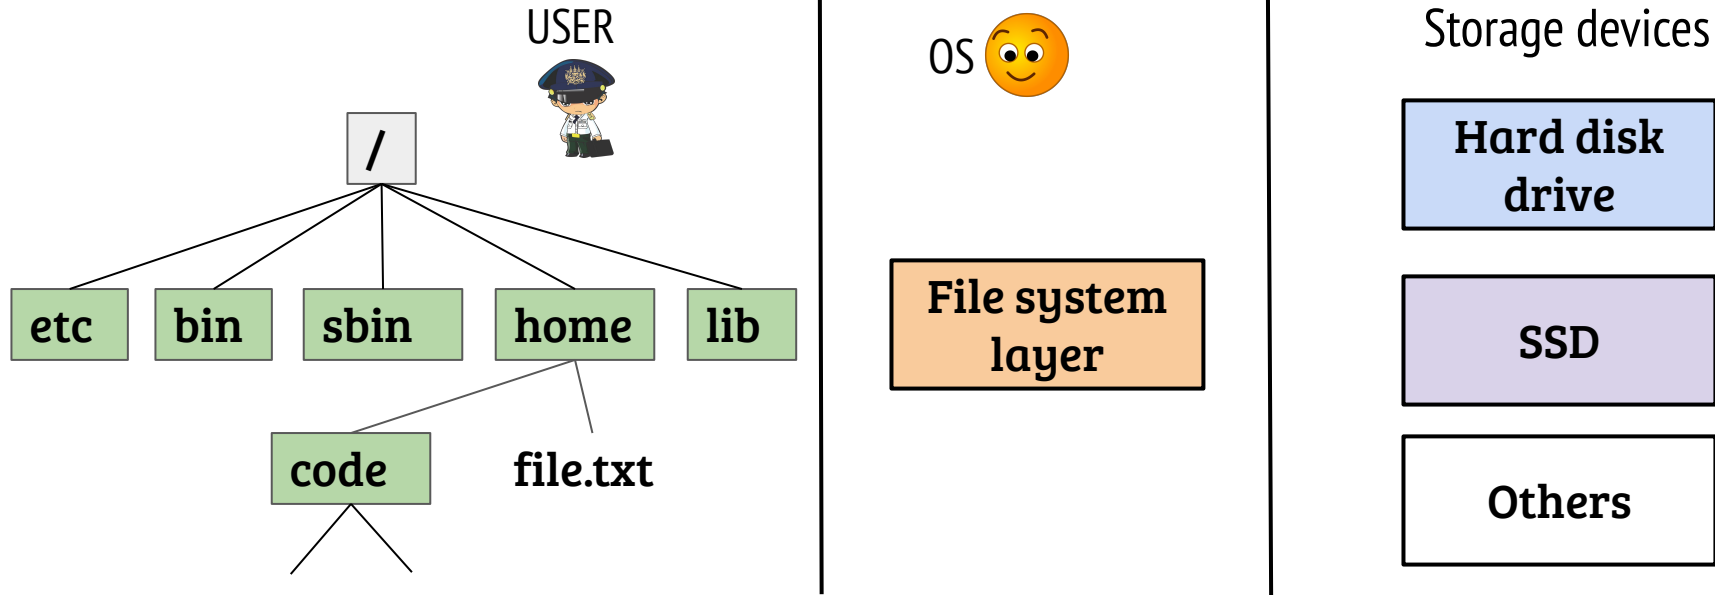 USER
/
etc
bin
sbin
home
lib
code
file.txt
OS
File system
layer
Storage devices
Hard disk
drive
SSD
Others